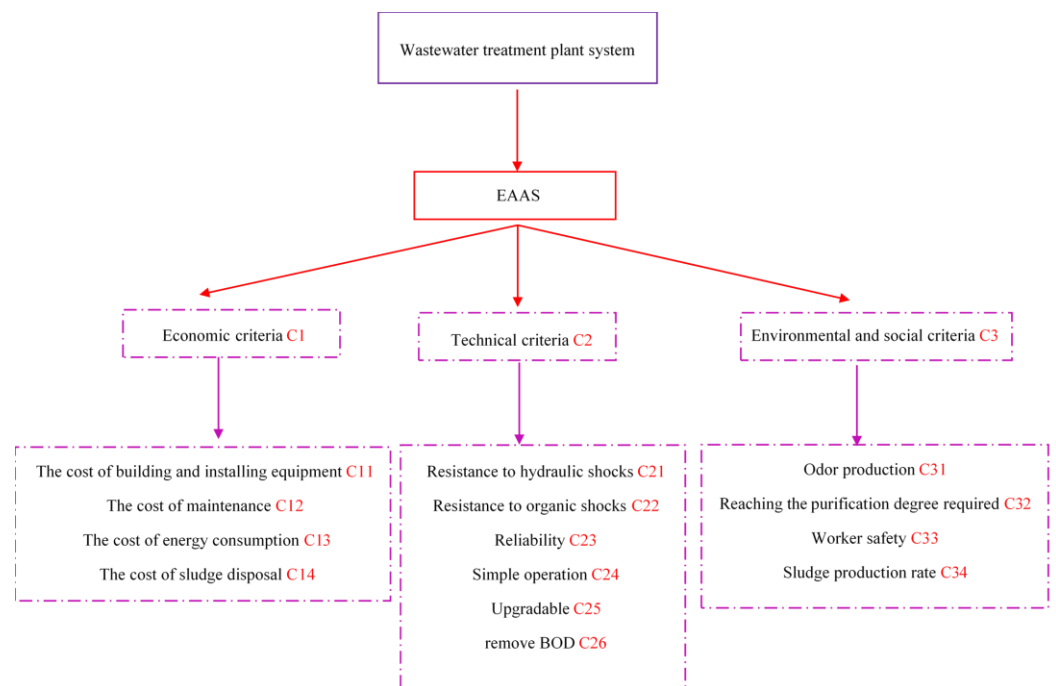 Wastewater treatment plant system
EAAS
Economic criteria C1
Technical criteria C2
Environmental and social criteria C3
The cost of building and installing equipment C11
The cost of maintenance C12
The cost of energy consumption C13
The cost of sludge disposal C14
Resistance to hydraulic shocks C21
Resistance to organic shocks C22
Reliability C23
Simple operation C24
Upgradable C25
remove BOD C26
Odor production C31
Reaching the purification degree required C32
Worker safety C33
Sludge production rate C34